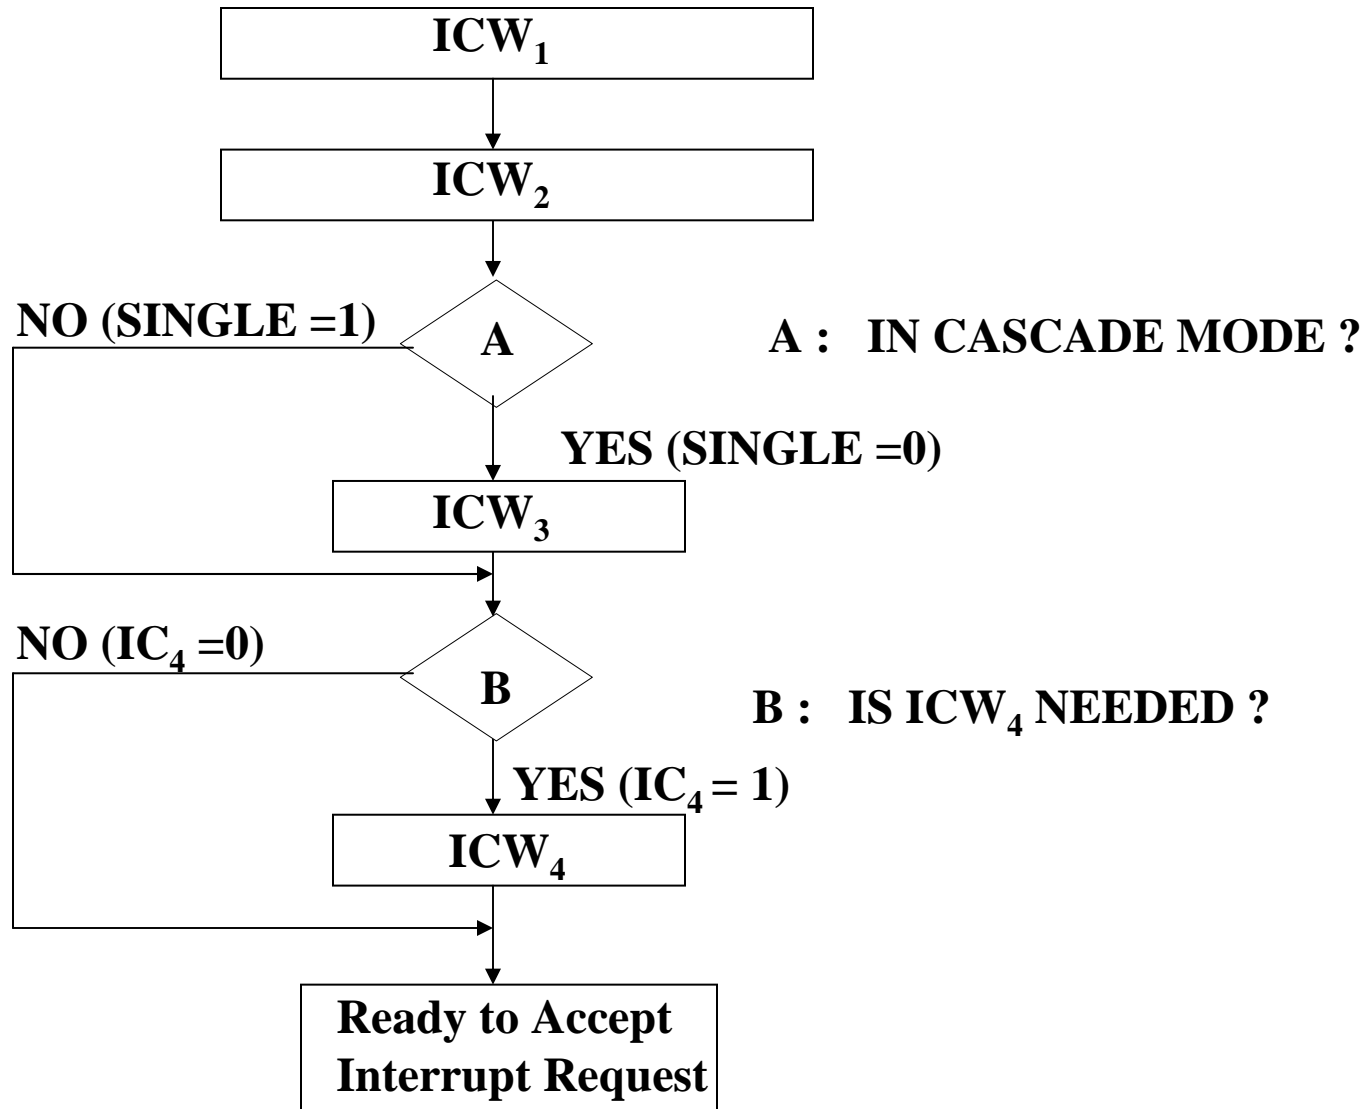 ICW₁
ICW₂
NO (SINGLE =1)
A
A : IN CASCADE MODE ?
YES (SINGLE =0)
ICW₃
NO (IC₄ =0)
B
B : IS ICW₄ NEEDED ?
YES (IC₄ = 1)
ICW₄
Ready to Accept
Interrupt Request